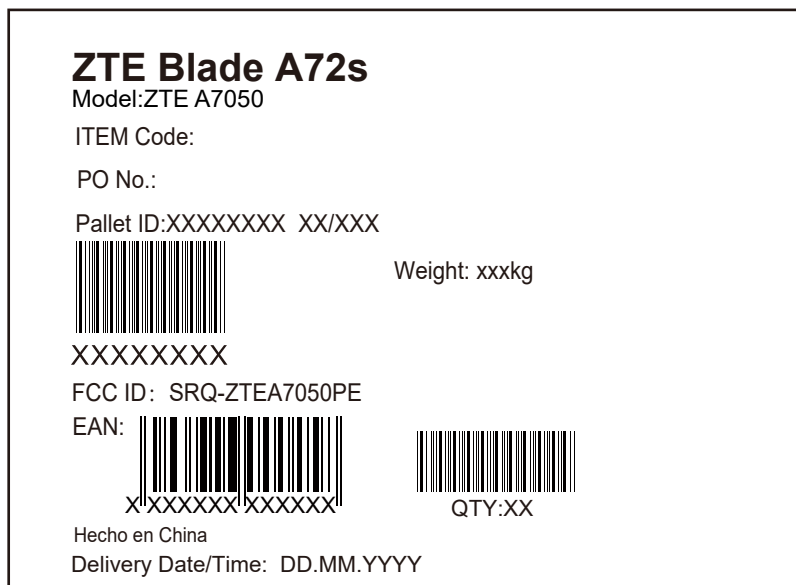 ZTE Blade A72s
Model:ZTE A7050
ITEM Code:
PO No.:
Pallet ID:XXXXXXXX XX/XXX
Weight: xxxkg
XXXXXXXX
FCC ID: SRQ-ZTEA7050PE
EAN:
X XXXXXX XXXXXX
QTY:XX
Hecho en China
Delivery Date/Time: DD.MM.YYYY